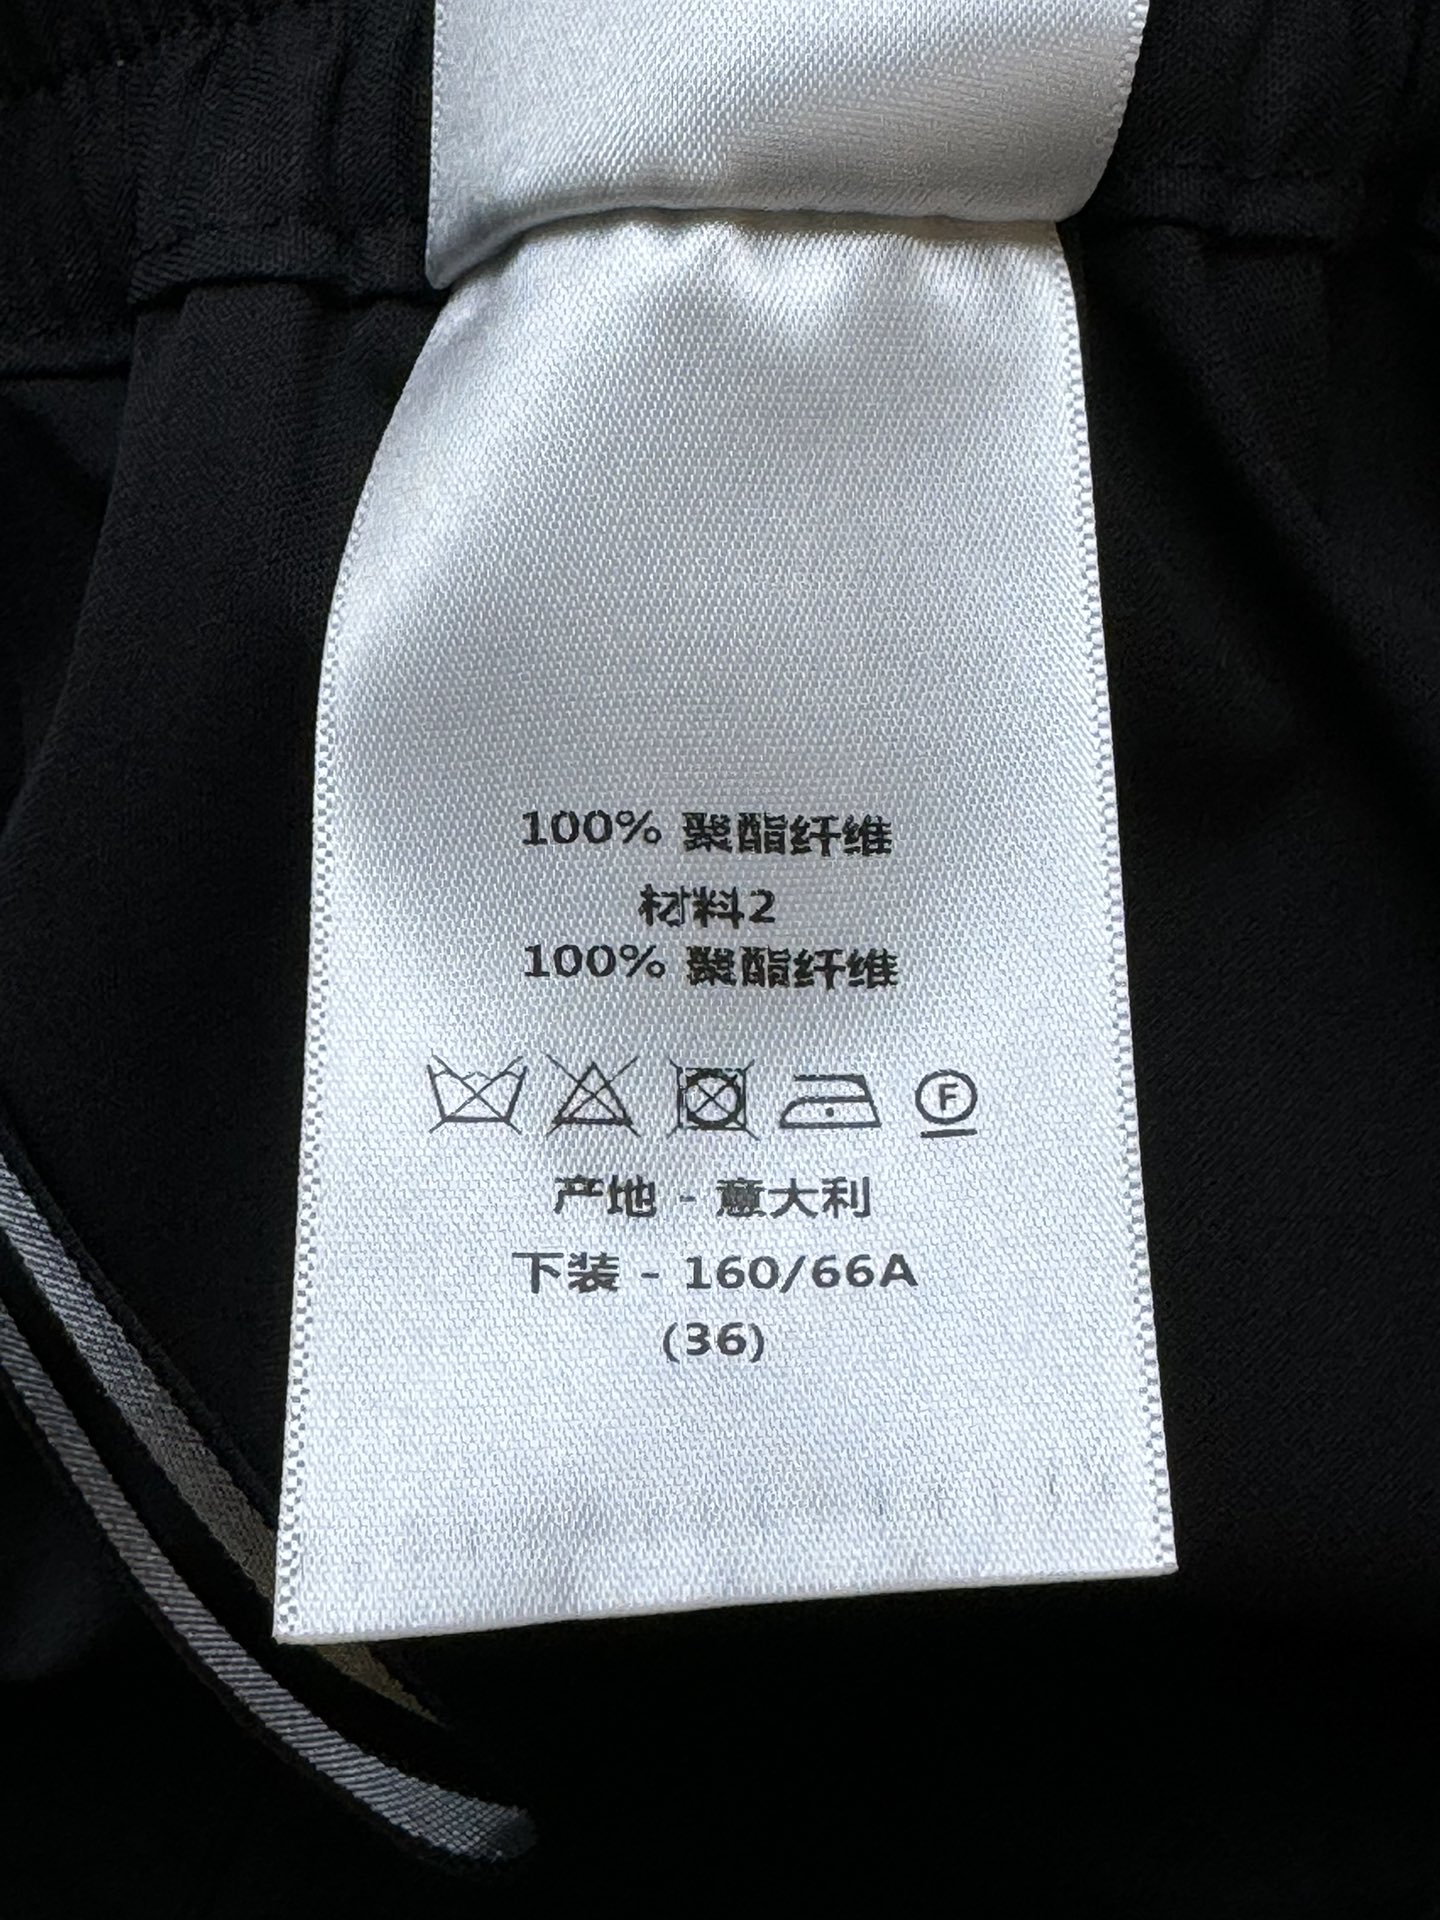 100% 聚酯纤维
材料2
100% 聚酯纤维
F
产地 - 意大利
下装 - 160/66A
(36)